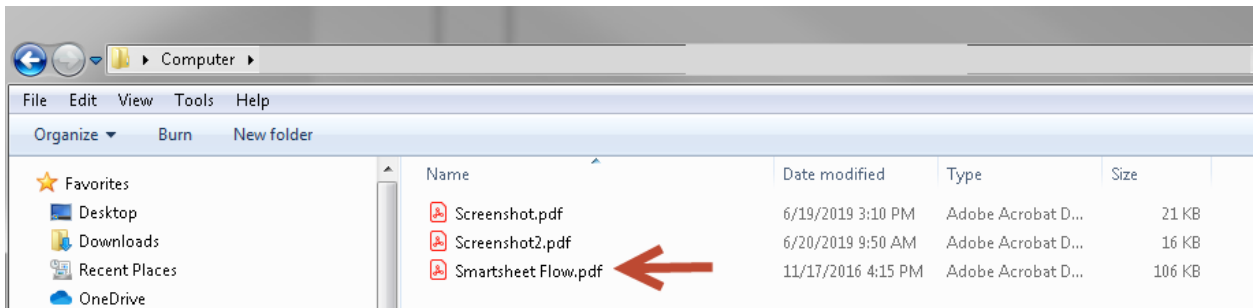 Computer
File Edit View Tools Help
Organize Burn New folder
Favorites
Desktop
Downloads
Recent Places
OneDrive
Name Date modified Type Size
Screenshot.pdf 6/19/2019 3:10 PM Adobe Acrobat D... 21 KB
Screenshot2.pdf 6/20/2019 9:50 AM Adobe Acrobat D... 16 KB
Smartsheet Flow.pdf 11/17/2016 4:15 PM Adobe Acrobat D... 106 KB